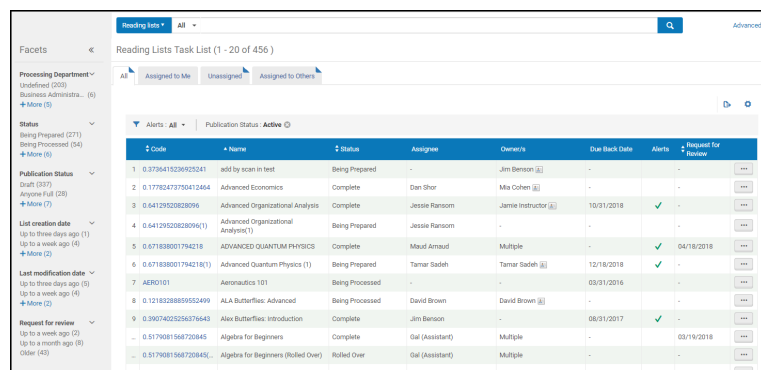 Reading lists All Advanced
Facets «
Reading Lists Task List (1 - 20 of 456 )
All Assigned to Me Unassigned Assigned to Others
Processing Department
Undefined (203)
Business Administra... (6)
+ More (5)
Status
Being Prepared (271)
Being Processed (54)
+ More (6)
Publication Status
Draft (337)
Anyone Full (28)
+ More (7)
List creation date
Up to three days ago (1)
Up to a week ago (4)
+ More (2)
Last modification date
Up to three days ago (5)
Up to a week ago (4)
+ More (2)
Request for review
Up to a week ago (2)
Up to a month ago (8)
Older (43)
Alerts : All Publication Status : Active
Code Name Status Assignee Owner/s Due Back Date Alerts Request for Review
1 0.3736415236925241 add by scan in test Being Prepared - Jim Benson - -
2 0.17782473750412464 Advanced Economics Complete Dan Shor Mia Cohen - -
3 0.64129520828096 Advanced Organizational Analysis Complete Jessie Ransom Jamie Instructor 10/31/2018 ✓ -
4 0.64129520828096(1) Advanced Organizational Analysis(1) Being Prepared Jessie Ransom - - -
5 0.671838001794218 ADVANCED QUANTUM PHYSICS Complete Maud Arnaud Multiple - ✓ 04/18/2018
6 0.671838001794218(1) Advanced Quantum Physics (1) Being Prepared Tamar Sadeh Tamar Sadeh 12/18/2018 ✓ -
7 AERO101 Aeronautics 101 Being Processed - - 03/31/2016 -
8 0.12183288859552499 ALA Butterflies: Advanced Being Processed David Brown David Brown - -
9 0.39074025256376643 Alex Butterflies: Introduction Complete Jim Benson - 08/31/2017 ✓ -
... 0.5179081568720845 Algebra for Beginners Complete Gal (Assistant) Multiple - 03/19/2018
... 0.5179081568720845(... Algebra for Beginners (Rolled Over) Rolled Over Gal (Assistant) Multiple - -